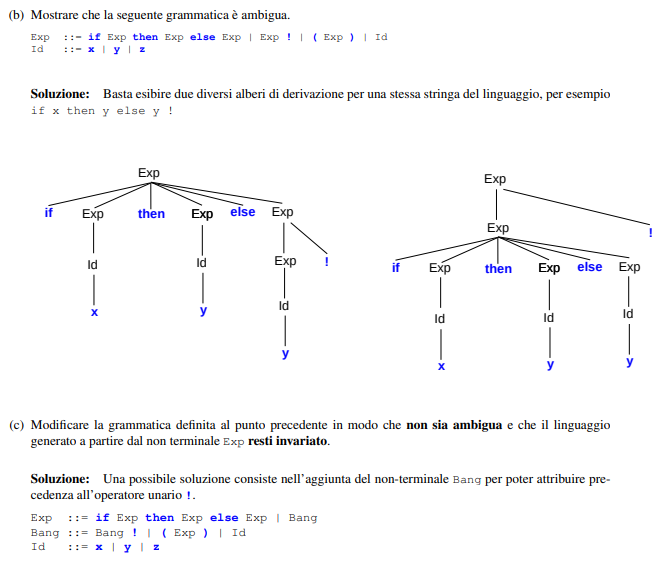 (b) Mostrare che la seguente grammatica è ambigua.
Exp ::= if Exp then Exp else Exp | Exp ! | ( Exp ) | Id
Id ::= x | y | z
Soluzione: Basta esibire due diversi alberi di derivazione per una stessa stringa del linguaggio, per esempio
if x then y else y !
Exp
if Exp then Exp else Exp
Id Id Exp !
x y Id
y
Exp
Exp !
if Exp then Exp else Exp
Id Id Id
x y y
(c) Modificare la grammatica definita al punto precedente in modo che non sia ambigua e che il linguaggio
generato a partire dal non terminale Exp resti invariato.
Soluzione: Una possibile soluzione consiste nell'aggiunta del non-terminale Bang per poter attribuire pre-
cedenza all'operatore unario !.
Exp ::= if Exp then Exp else Exp | Bang
Bang ::= Bang ! | ( Exp ) | Id
Id ::= x | y | z